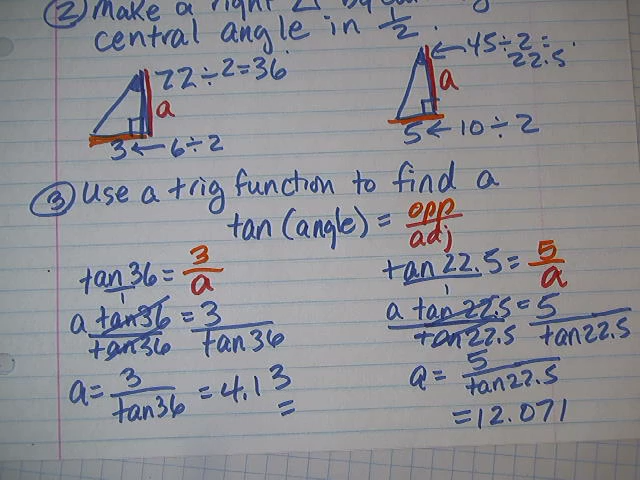 ② Make a right △ by cutting
central angle in 1/2.
72 ÷ 2 = 36
a
3 ← 6 ÷ 2
← 45 ÷ 2 =
22.5
a
5 ← 10 ÷ 2
③ Use a trig function to find a
tan (angle) = opp/adj
tan 36 = 3/a
1
a tan 36 / tan 36 = 3 / tan 36
a = 3 / tan 36 = 4.13
tan 22.5 = 5/a
1
a tan 22.5 / tan 22.5 = 5 / tan 22.5
a = 5 / tan 22.5
= 12.071